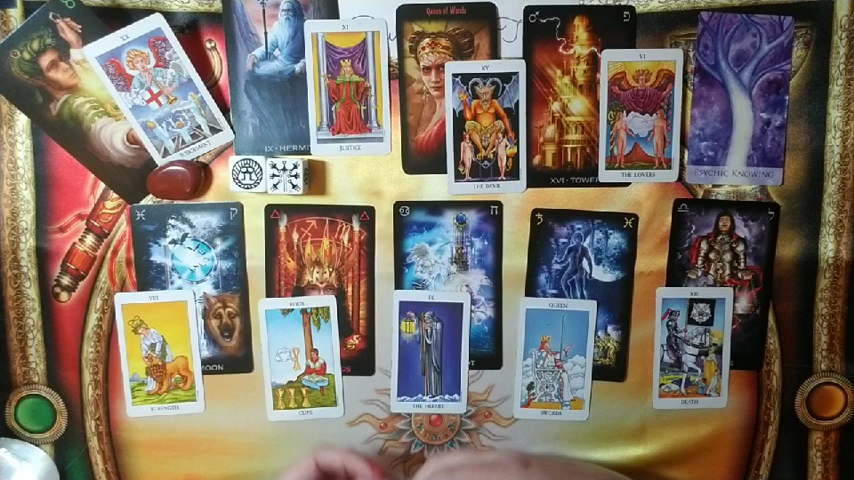 Queen of Wands
XX
JUDGEMENT
IX · HERMIT
XI
JUSTICE
XV
THE DEVIL
XVI · TOWER
VI
THE LOVERS
PSYCHIC KNOWING
VIII
STRENGTH
MOON
FOUR
CUPS
IX
THE HERMIT
QUEEN
SWORDS
XIII
DEATH